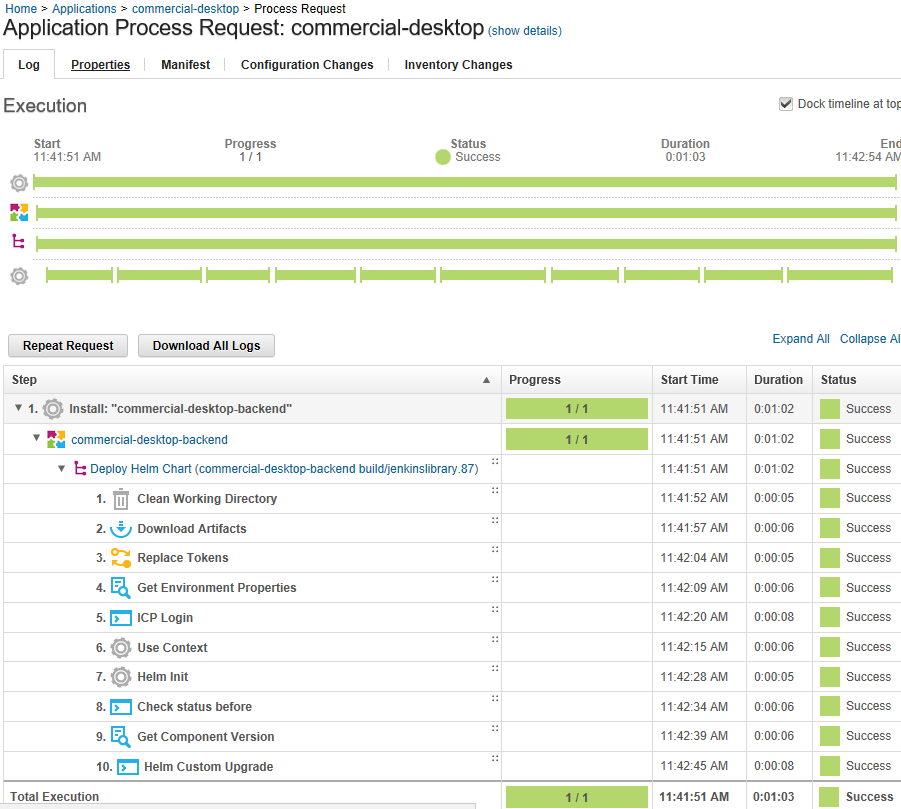 Home > Applications > commercial-desktop > Process Request
Application Process Request: commercial-desktop (show details)
Log Properties Manifest Configuration Changes Inventory Changes
Execution
Dock timeline at top
Start Progress Status Duration End
11:41:51 AM 1 / 1 Success 0:01:03 11:42:54 AM
Repeat Request Download All Logs Expand All Collapse Al
Step Progress Start Time Duration Status
1. Install: "commercial-desktop-backend" 1 / 1 11:41:51 AM 0:01:02 Success
commercial-desktop-backend 1 / 1 11:41:51 AM 0:01:02 Success
Deploy Helm Chart (commercial-desktop-backend build/jenkinslibrary.87) 11:41:51 AM 0:01:02 Success
1. Clean Working Directory 11:41:52 AM 0:00:05 Success
2. Download Artifacts 11:41:57 AM 0:00:06 Success
3. Replace Tokens 11:42:04 AM 0:00:05 Success
4. Get Environment Properties 11:42:09 AM 0:00:06 Success
5. ICP Login 11:42:20 AM 0:00:08 Success
6. Use Context 11:42:15 AM 0:00:06 Success
7. Helm Init 11:42:28 AM 0:00:05 Success
8. Check status before 11:42:34 AM 0:00:06 Success
9. Get Component Version 11:42:39 AM 0:00:06 Success
10. Helm Custom Upgrade 11:42:45 AM 0:00:08 Success
Total Execution 1 / 1 11:41:51 AM 0:01:03 Success